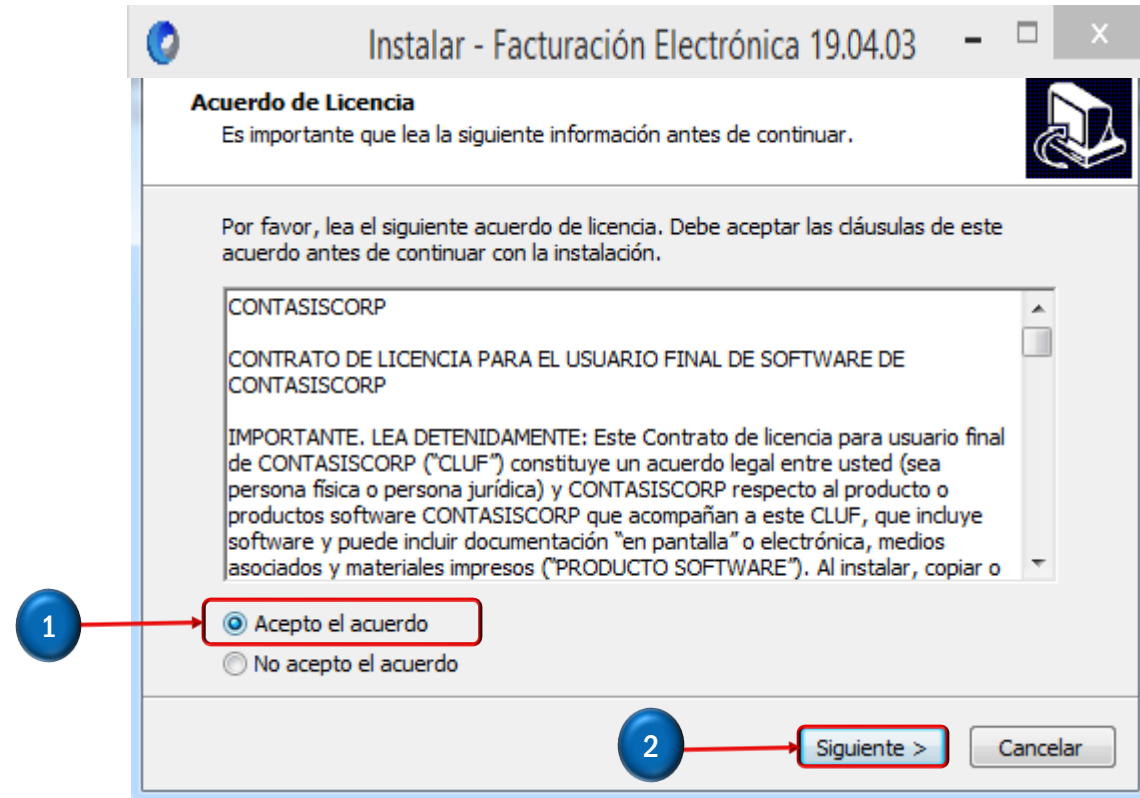 Instalar - Facturación Electrónica 19.04.03
Acuerdo de Licencia
Es importante que lea la siguiente información antes de continuar.
Por favor, lea el siguiente acuerdo de licencia. Debe aceptar las cláusulas de este
acuerdo antes de continuar con la instalación.
CONTASISCORP
CONTRATO DE LICENCIA PARA EL USUARIO FINAL DE SOFTWARE DE
CONTASISCORP
IMPORTANTE. LEA DETENIDAMENTE: Este Contrato de licencia para usuario final
de CONTASISCORP (“CLUF”) constituye un acuerdo legal entre usted (sea
persona física o persona jurídica) y CONTASISCORP respecto al producto o
productos software CONTASISCORP que acompañan a este CLUF, que incluye
software y puede incluir documentación “en pantalla” o electrónica, medios
asociados y materiales impresos (“PRODUCTO SOFTWARE”). Al instalar, copiar o
1
Acepto el acuerdo
No acepto el acuerdo
2
Siguiente >
Cancelar